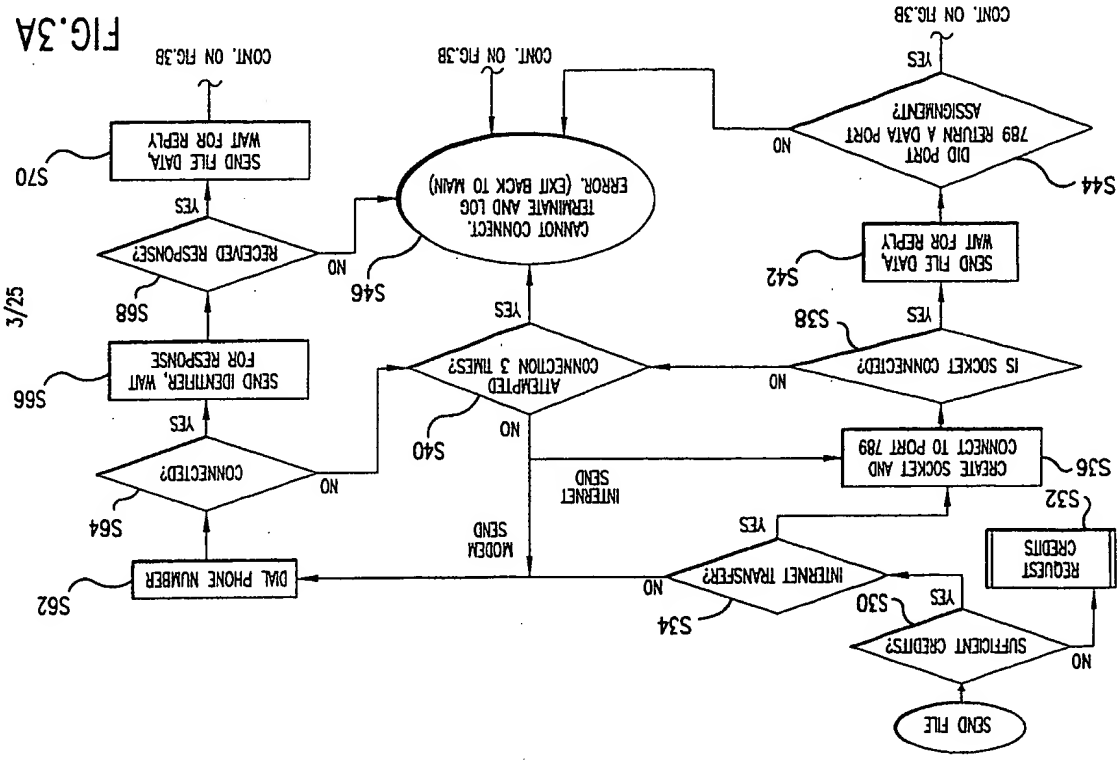 SEND FILE
SUFFICIENT CREDITS?
S30
NO
YES
REQUEST
CREDITS
S32
INTERNET TRANSFER?
S34
NO
YES
DIAL PHONE NUMBER
S62
MODEM
SEND
INTERNET
SEND
CREATE SOCKET AND
CONNECT TO PORT 789
S36
CONNECTED?
S64
NO
YES
NO
S40
ATTEMPTED
CONNECTION 3 TIMES?
YES
IS SOCKET CONNECTED?
S38
NO
YES
SEND IDENTIFIER, WAIT
FOR RESPONSE
S66
SEND FILE DATA,
WAIT FOR REPLY
S42
RECEIVED RESPONSE?
S68
NO
YES
CANNOT CONNECT.
TERMINATE AND LOG
ERROR. (EXIT BACK TO MAIN)
S46
DID PORT
789 RETURN A DATA PORT
ASSIGNMENT?
S44
NO
YES
SEND FILE DATA,
WAIT FOR REPLY
S70
CONT. ON FIG.3B
CONT. ON FIG.3B
CONT. ON FIG.3B
FIG.3A
3/25